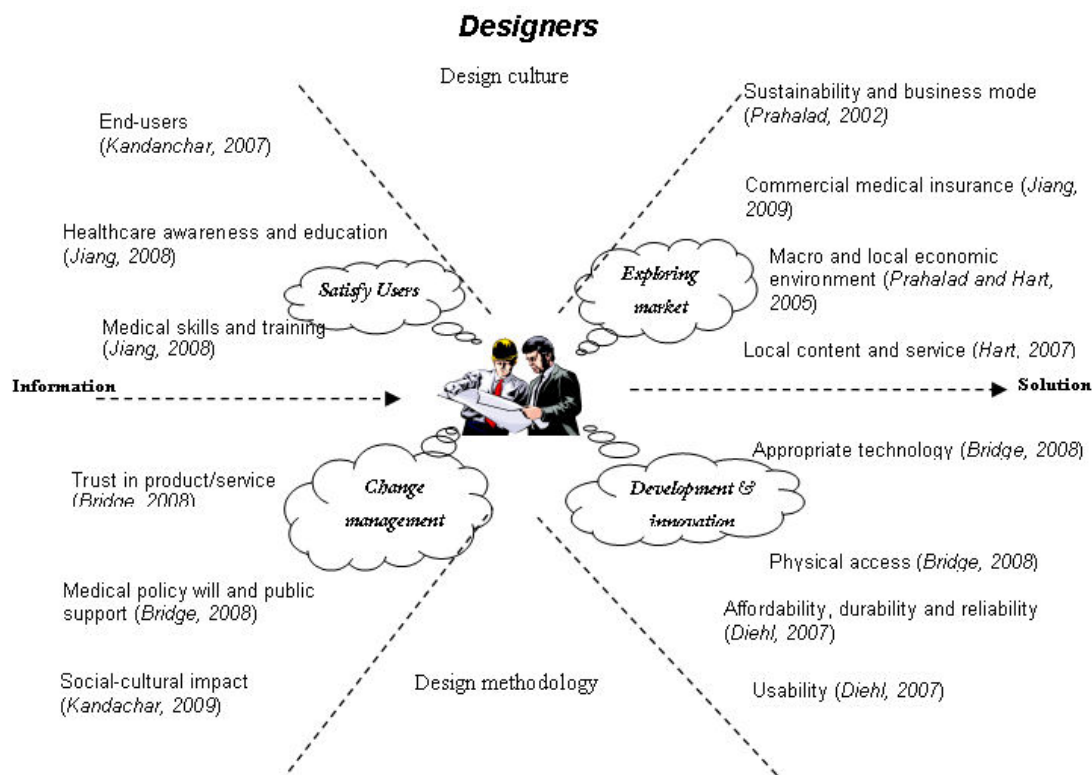 Designers
Design culture
End-users
(Kandanchar, 2007)
Healthcare awareness and education
(Jiang, 2008)
Satisfy Users
Medical skills and training
(Jiang, 2008)
Sustainability and business mode
(Prahalad, 2002)
Commercial medical insurance (Jiang,
2009)
Exploring
market
Macro and local economic
environment (Prahalad and Hart,
2005)
Local content and service (Hart, 2007)
Information
Solution
Trust in product/service
(Bridge, 2008)
Change
management
Medical policy will and public
support (Bridge, 2008)
Social-cultural impact
(Kandachar, 2009)
Appropriate technology (Bridge, 2008)
Development &
innovation
Physical access (Bridge, 2008)
Affordability, durability and reliability
(Diehl, 2007)
Usability (Diehl, 2007)
Design methodology